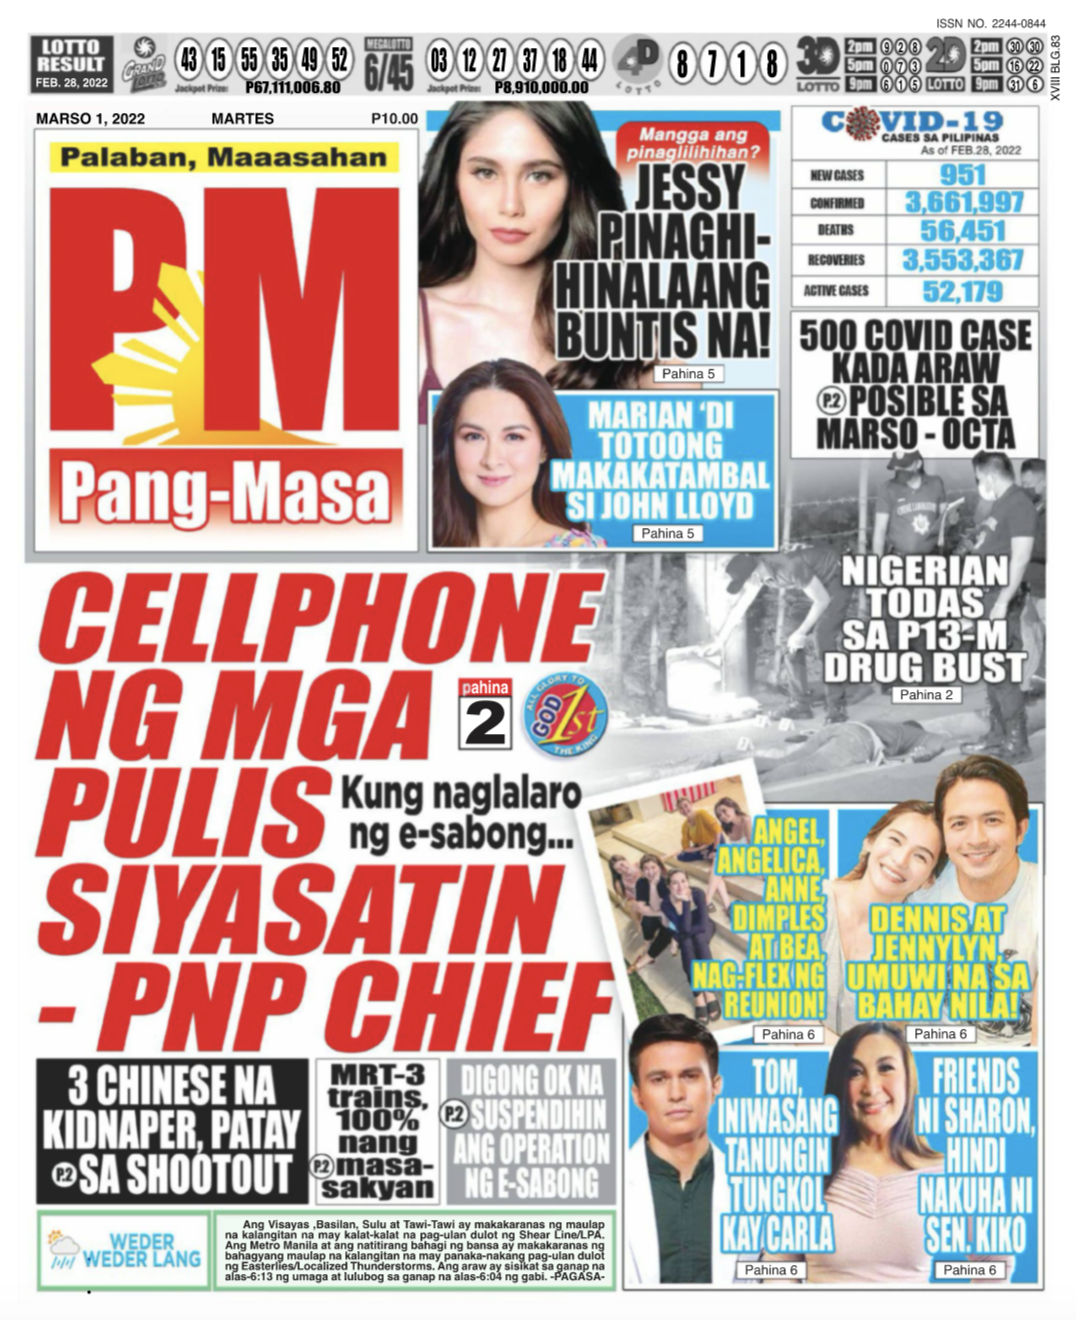 ISSN NO. 2244-0844
XVIII BLG.83
LOTTO
RESULT
FEB. 28, 2022
GRAND
LOTTO
43 15 55 35 49 52
Jackpot Prize: P67,111,006.80
MEGALOTTO
6/45
03 12 27 37 18 44
Jackpot Prize: P8,910,000.00
4D
LOTTO
8 7 1 8
3D
LOTTO
2pm 9 2 8
5pm 0 7 3
9pm 6 1 5
2D
LOTTO
2pm 30 30
5pm 16 22
9pm 31 6
MARSO 1, 2022 MARTES P10.00
Palaban, Maaasahan
PM
Pang-Masa
Mangga ang
pinaglilihihan?
JESSY
PINAGHI-
HINALAANG
BUNTIS NA!
Pahina 5
MARIAN 'DI
TOTOONG
MAKAKATAMBAL
SI JOHN LLOYD
Pahina 5
COVID-19
CASES SA PILIPINAS
As of FEB.28, 2022
NEW CASES 951
CONFIRMED 3,661,997
DEATHS 56,451
RECOVERIES 3,553,367
ACTIVE CASES 52,179
500 COVID CASE
KADA ARAW
P.2 POSIBLE SA
MARSO - OCTA
NIGERIAN
TODAS
SA P13-M
DRUG BUST
Pahina 2
CELLPHONE
NG MGA
PULIS
SIYASATIN
- PNP CHIEF
pahina
2
ALL GLORY TO
GOD 1st
THE KING
Kung naglalaro
ng e-sabong...
ANGEL,
ANGELICA,
ANNE,
DIMPLES
AT BEA,
NAG-FLEX NG
REUNION!
Pahina 6
DENNIS AT
JENNYLYN,
UMUWI NA SA
BAHAY NILA!
Pahina 6
3 CHINESE NA
KIDNAPER, PATAY
P.2 SA SHOOTOUT
MRT-3
trains,
100%
nang
P.2 masa-
sakyan
DIGONG OK NA
P.2 SUSPENDIHIN
ANG OPERATION
NG E-SABONG
TOM,
INIWASANG
TANUNGIN
TUNGKOL
KAY CARLA
Pahina 6
FRIENDS
NI SHARON,
HINDI
NAKUHA NI
SEN. KIKO
Pahina 6
WEDER
WEDER LANG
Ang Visayas ,Basilan, Sulu at Tawi-Tawi ay makakaranas ng maulap
na kalangitan na may kalat-kalat na pag-ulan dulot ng Shear Line/LPA.
Ang Metro Manila at ang natitirang bahagi ng bansa ay makakaranas ng
bahagyang maulap na kalangitan na may panaka-nakang pag-ulan dulot
ng Easterlies/Localized Thunderstorms. Ang araw ay sisikat sa ganap na
alas-6:13 ng umaga at lulubog sa ganap na alas-6:04 ng gabi. -PAGASA-